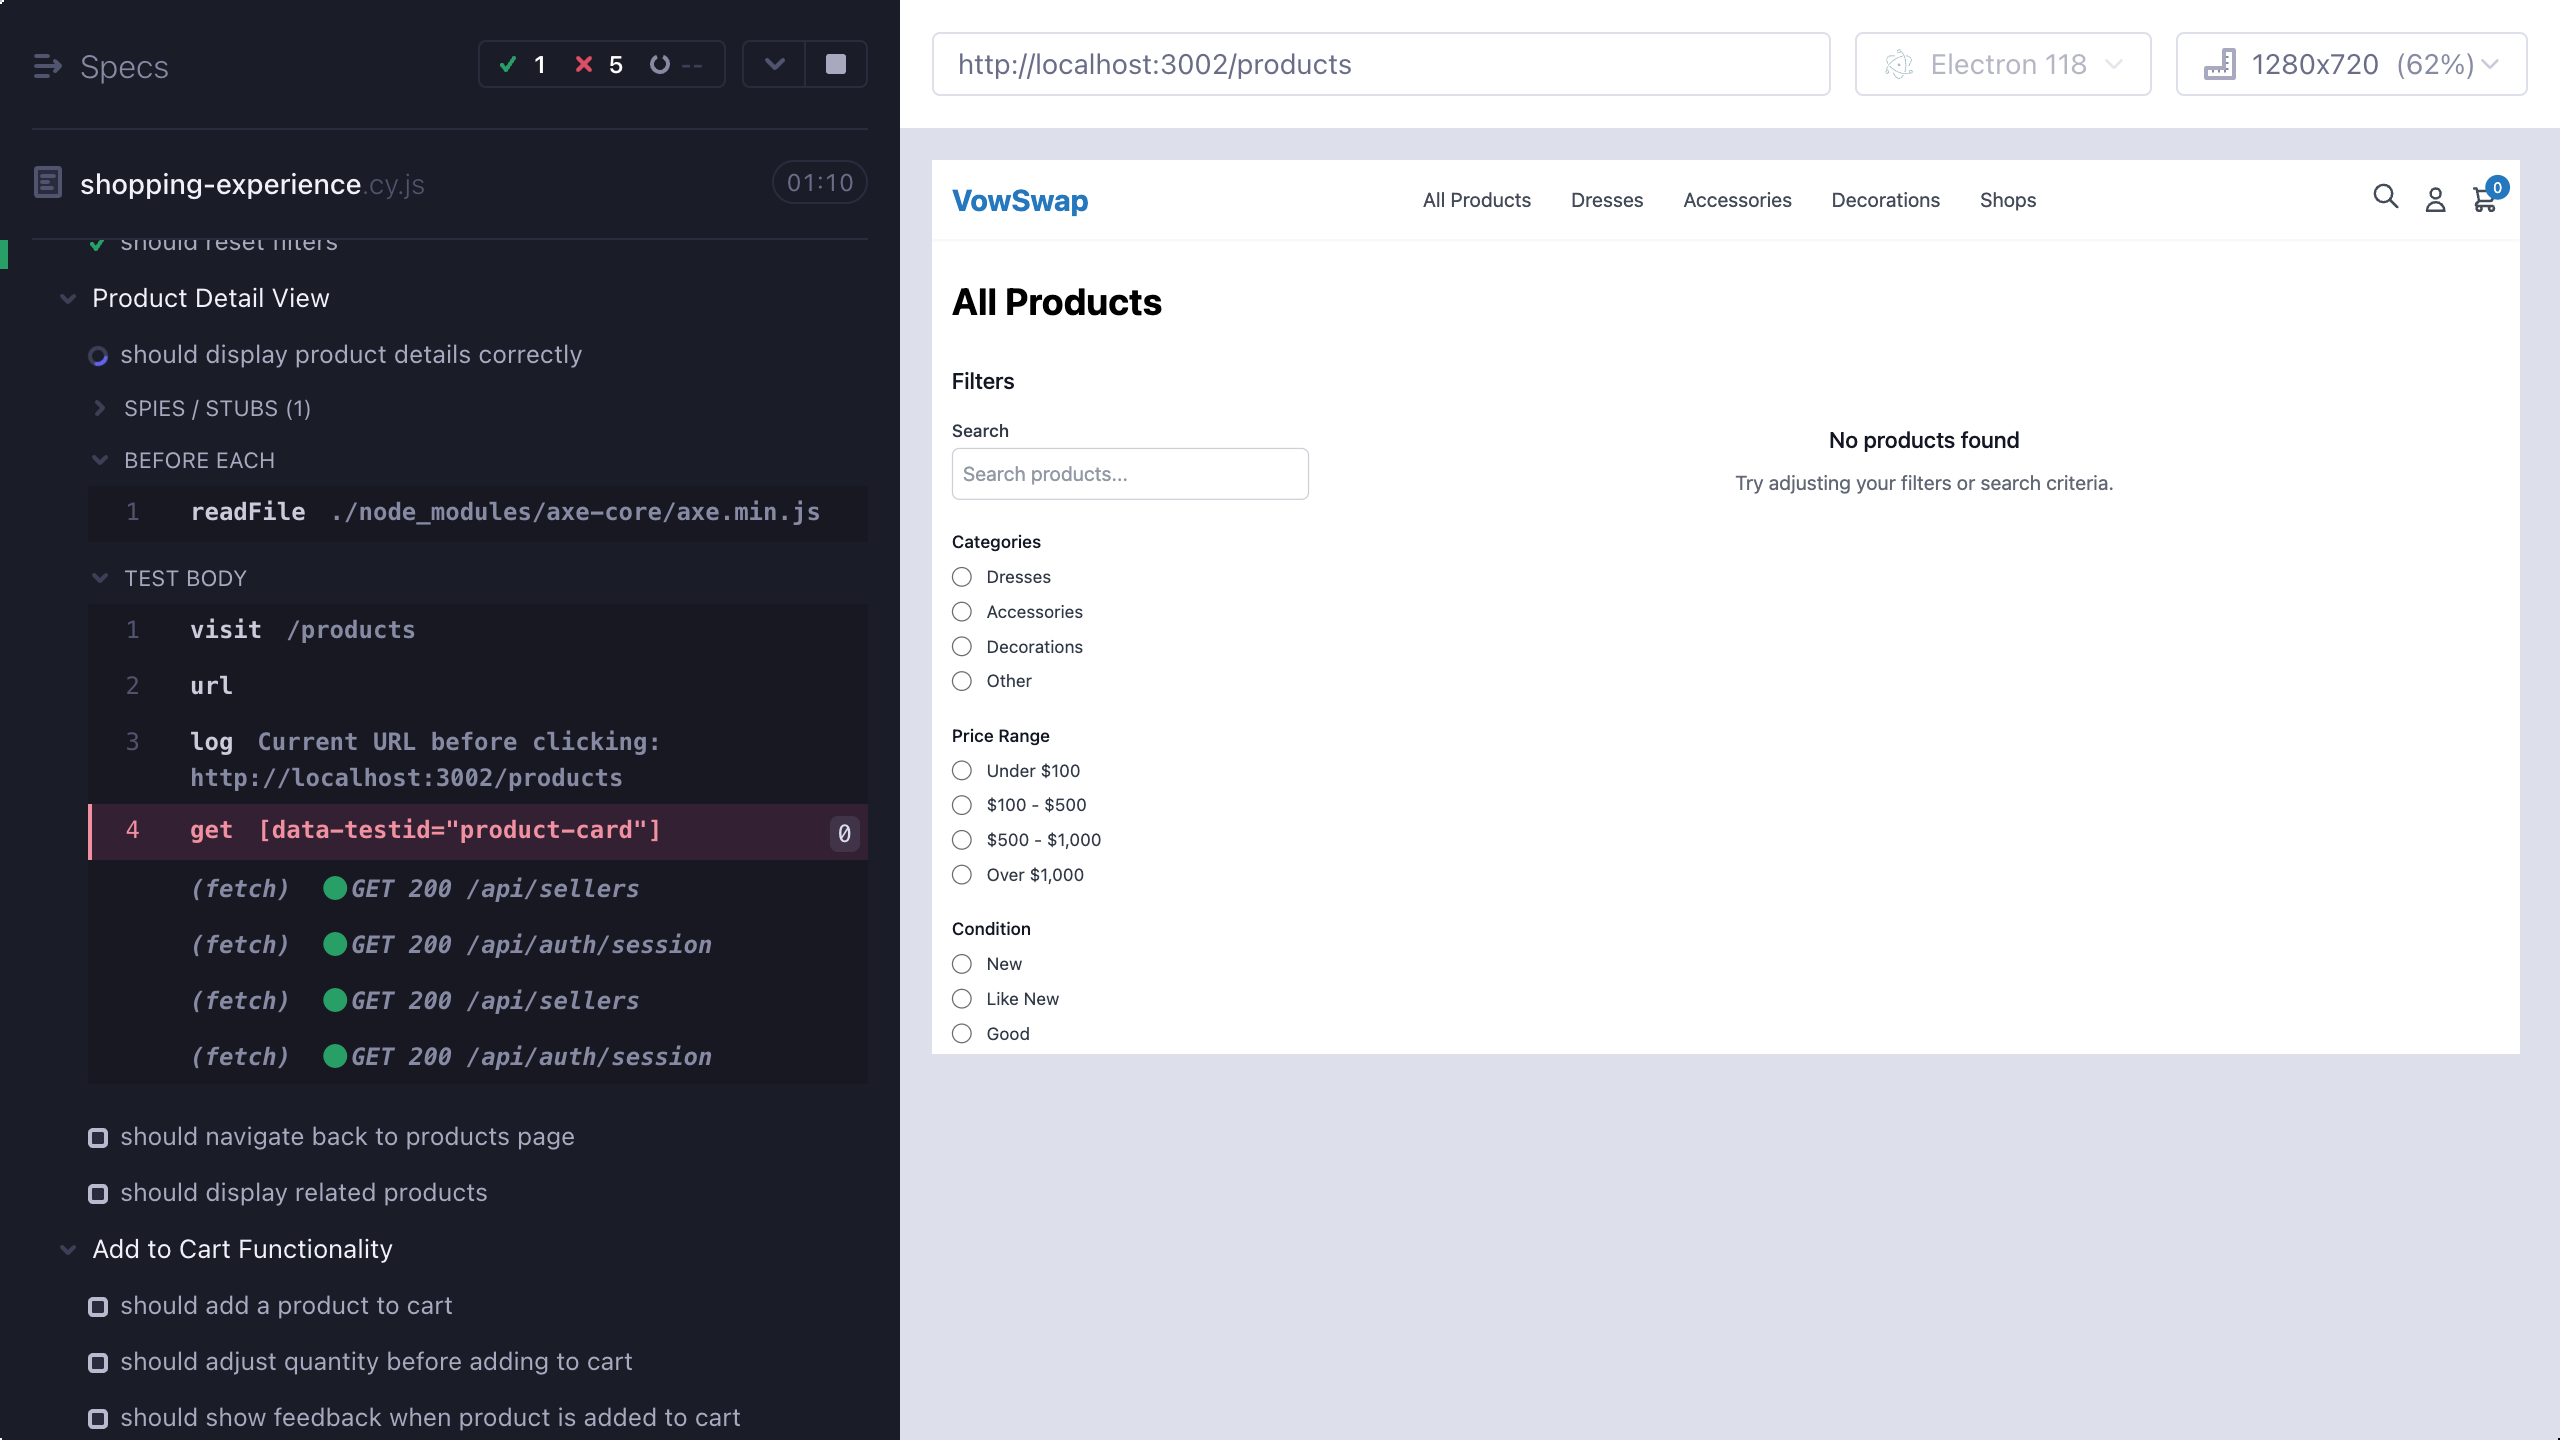 Specs
1
5
--
shopping-experience.cy.js
01:10
should reset filters
Product Detail View
should display product details correctly
SPIES / STUBS (1)
BEFORE EACH
1 readFile ./node_modules/axe-core/axe.min.js
TEST BODY
1 visit /products
2 url
3 log Current URL before clicking:
http://localhost:3002/products
4 get [data-testid="product-card"] 0
(fetch) GET 200 /api/sellers
(fetch) GET 200 /api/auth/session
(fetch) GET 200 /api/sellers
(fetch) GET 200 /api/auth/session
should navigate back to products page
should display related products
Add to Cart Functionality
should add a product to cart
should adjust quantity before adding to cart
should show feedback when product is added to cart
http://localhost:3002/products
Electron 118
1280x720 (62%)
VowSwap
All Products
Dresses
Accessories
Decorations
Shops
0
All Products
Filters
Search
Search products...
Categories
Dresses
Accessories
Decorations
Other
Price Range
Under $100
$100 - $500
$500 - $1,000
Over $1,000
Condition
New
Like New
Good
No products found
Try adjusting your filters or search criteria.